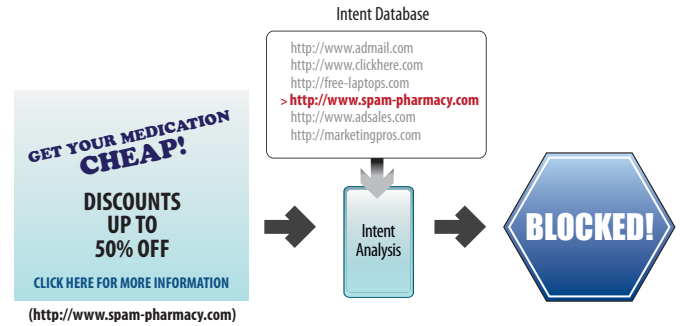 Intent Database
http://www.admail.com
http://www.clickhere.com
http://free-laptops.com
> http://www.spam-pharmacy.com
http://www.adsales.com
http://marketingpros.com
GET YOUR MEDICATION
CHEAP!
DISCOUNTS
UP TO
50% OFF
CLICK HERE FOR MORE INFORMATION
(http://www.spam-pharmacy.com)
Intent
Analysis
BLOCKED!